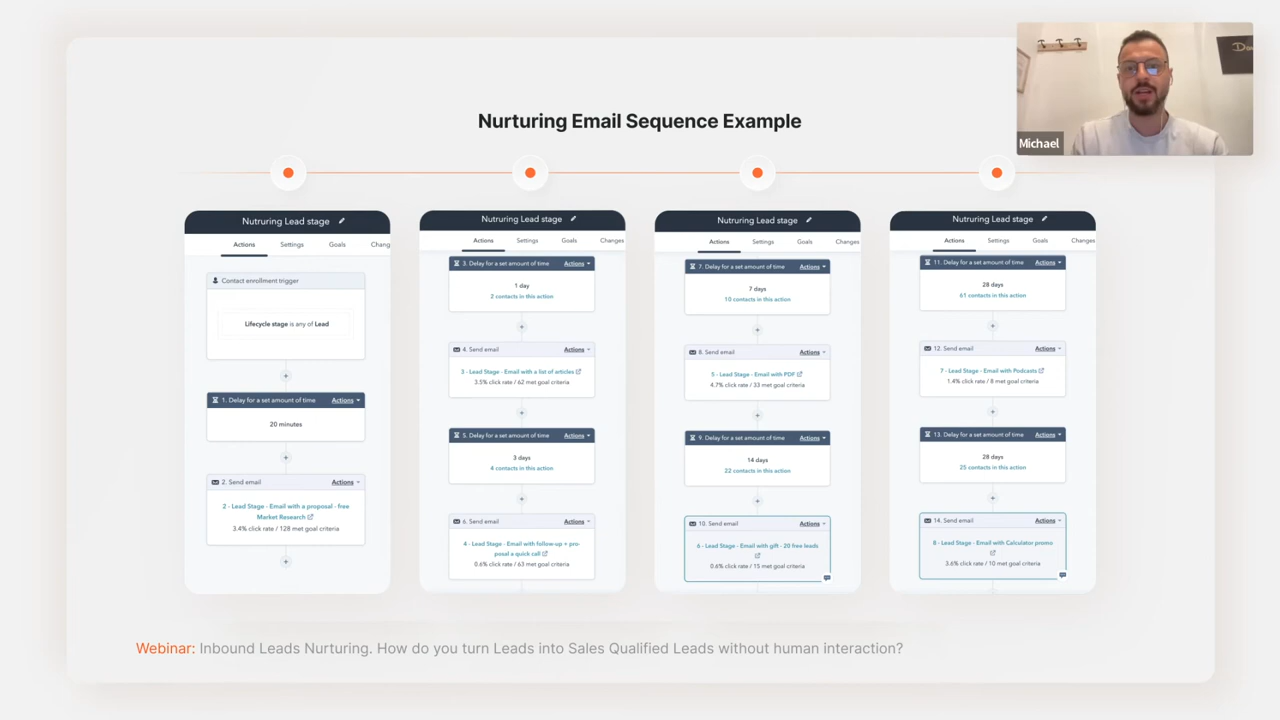 Michael
Nurturing Email Sequence Example
Nutruring Lead stage
Actions Settings Goals Chang
Contact enrollment trigger
Lifecycle stage is any of Lead
1. Delay for a set amount of time Actions
20 minutes
2. Send email Actions
2 - Lead Stage - Email with a proposal - free
Market Research
3.4% click rate / 128 met goal criteria
Nutruring Lead stage
Actions Settings Goals Changes
3. Delay for a set amount of time Actions
1 day
2 contacts in this action
4. Send email Actions
3 - Lead Stage - Email with a list of articles
3.5% click rate / 62 met goal criteria
5. Delay for a set amount of time Actions
3 days
4 contacts in this action
6. Send email Actions
4 - Lead Stage - Email with follow-up + pro-
posal a quick call
0.6% click rate / 63 met goal criteria
Nutruring Lead stage
Actions Settings Goals Changes
7. Delay for a set amount of time Actions
7 days
10 contacts in this action
8. Send email Actions
5 - Lead Stage - Email with PDF
4.7% click rate / 33 met goal criteria
9. Delay for a set amount of time Actions
14 days
22 contacts in this action
10. Send email Actions
6 - Lead Stage - Email with gift - 20 free leads
0.6% click rate / 15 met goal criteria
Nutruring Lead stage
Actions Settings Goals Changes
11. Delay for a set amount of time Actions
28 days
61 contacts in this action
12. Send email Actions
7 - Lead Stage - Email with Podcasts
1.4% click rate / 8 met goal criteria
13. Delay for a set amount of time Actions
28 days
25 contacts in this action
14. Send email Actions
8 - Lead Stage - Email with Calculator promo
3.6% click rate / 10 met goal criteria
Webinar: Inbound Leads Nurturing. How do you turn Leads into Sales Qualified Leads without human interaction?